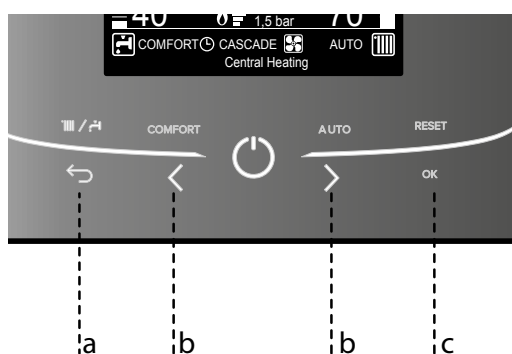 40 1,5 bar 70
COMFORT CASCADE AUTO
Central Heating
/ COMFORT AUTO RESET
OK
a b b c